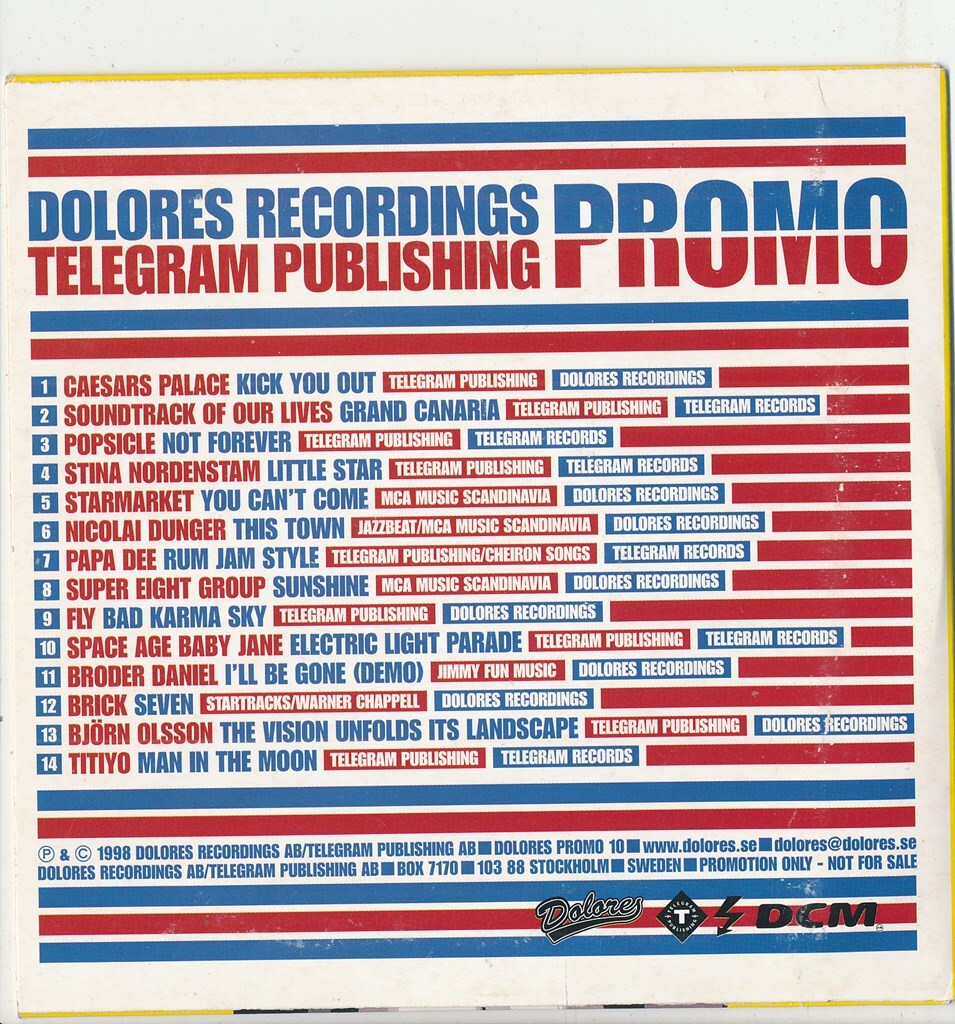 DOLORES RECORDINGS PROMO
TELEGRAM PUBLISHING
1 CAESARS PALACE KICK YOU OUT TELEGRAM PUBLISHING DOLORES RECORDINGS
2 SOUNDTRACK OF OUR LIVES GRAND CANARIA TELEGRAM PUBLISHING TELEGRAM RECORDS
3 POPSICLE NOT FOREVER TELEGRAM PUBLISHING TELEGRAM RECORDS
4 STINA NORDENSTAM LITTLE STAR TELEGRAM PUBLISHING TELEGRAM RECORDS
5 STARMARKET YOU CAN'T COME MCA MUSIC SCANDINAVIA DOLORES RECORDINGS
6 NICOLAI DUNGER THIS TOWN JAZZBEAT/MCA MUSIC SCANDINAVIA DOLORES RECORDINGS
7 PAPA DEE RUM JAM STYLE TELEGRAM PUBLISHING/CHEIRON SONGS TELEGRAM RECORDS
8 SUPER EIGHT GROUP SUNSHINE MCA MUSIC SCANDINAVIA DOLORES RECORDINGS
9 FLY BAD KARMA SKY TELEGRAM PUBLISHING DOLORES RECORDINGS
10 SPACE AGE BABY JANE ELECTRIC LIGHT PARADE TELEGRAM PUBLISHING TELEGRAM RECORDS
11 BRODER DANIEL I'LL BE GONE (DEMO) JIMMY FUN MUSIC DOLORES RECORDINGS
12 BRICK SEVEN STARTRACKS/WARNER CHAPPELL DOLORES RECORDINGS
13 BJÖRN OLSSON THE VISION UNFOLDS ITS LANDSCAPE TELEGRAM PUBLISHING DOLORES RECORDINGS
14 TITIYO MAN IN THE MOON TELEGRAM PUBLISHING TELEGRAM RECORDS
Ⓟ & © 1998 DOLORES RECORDINGS AB/TELEGRAM PUBLISHING AB ■ DOLORES PROMO 10 ■ www.dolores.se ■ dolores@dolores.se
DOLORES RECORDINGS AB/TELEGRAM PUBLISHING AB ■ BOX 7170 ■ 103 88 STOCKHOLM ■ SWEDEN ■ PROMOTION ONLY - NOT FOR SALE
Dolores TELEGRAM T PUBLISHING DCM